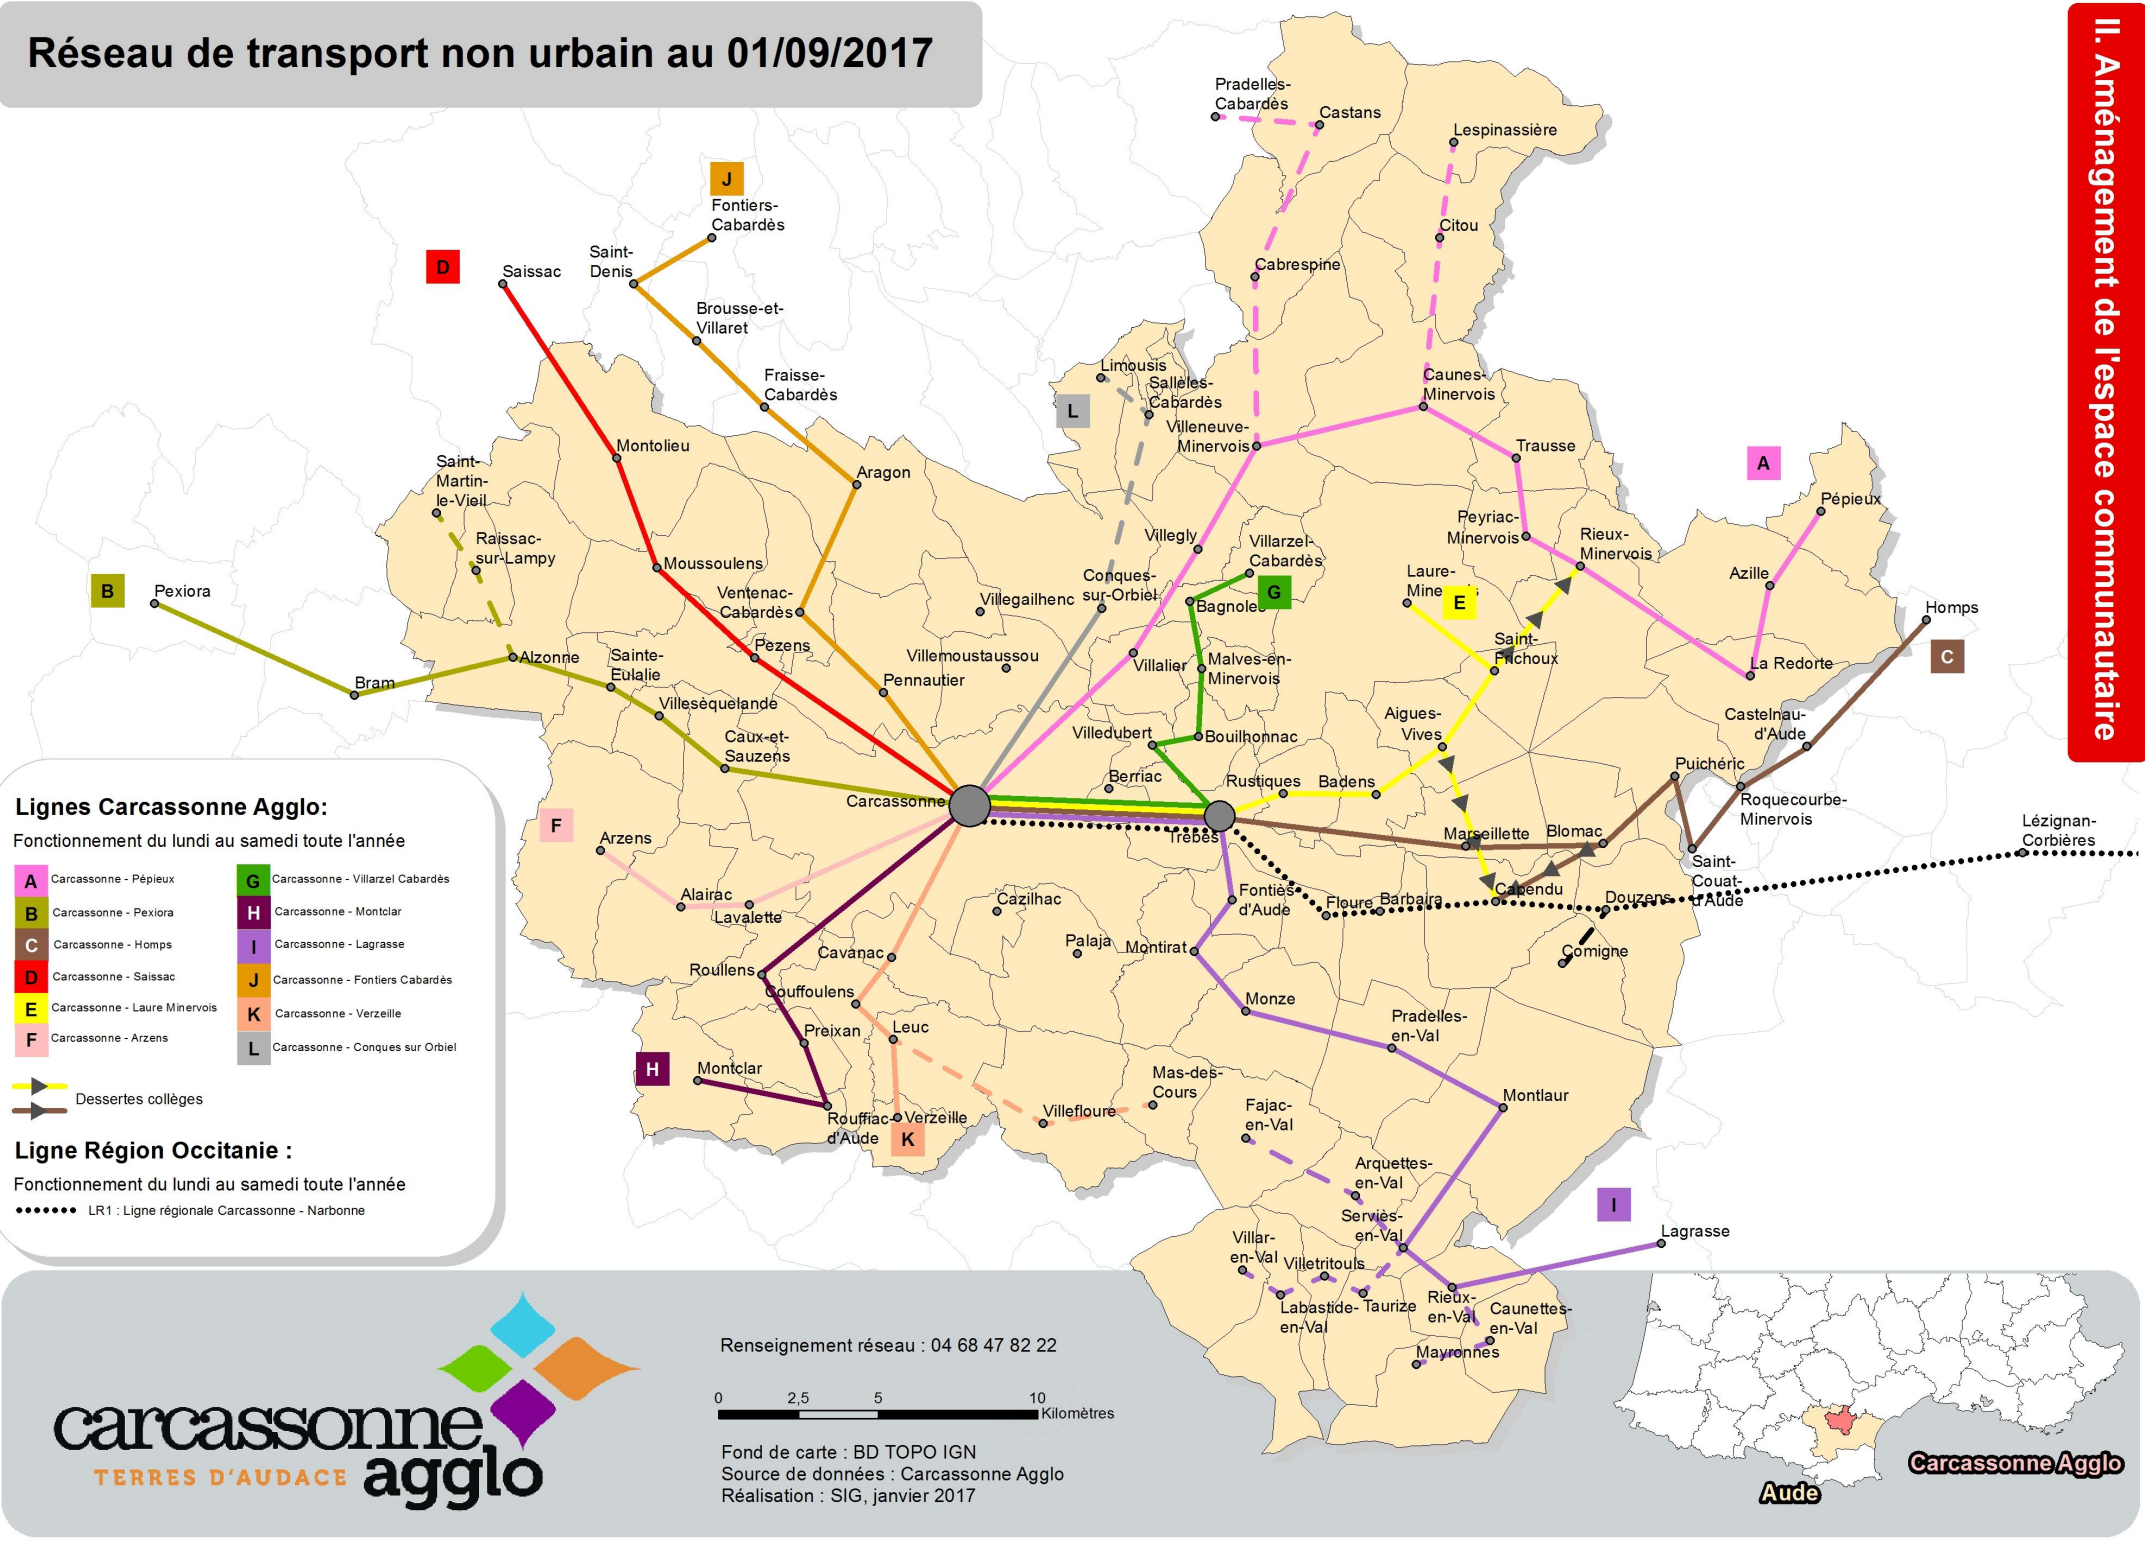 Réseau de transport non urbain au 01/09/2017
II. Aménagement de l'espace communautaire
Pradelles-
Cabardès
Castans
Lespinassière
J
Fontiers-
Cabardès
Citou
Saint-
Denis
D
Saissac
Cabrespine
Brousse-et-
Villaret
Fraisse-
Cabardès
Limousis
Sallèles-
Cabardès
L
Caunes-
Minervois
Villeneuve-
Minervois
Montolieu
Trausse
A
Saint-
Martin-
le-Vieil
Aragon
Pépieux
Peyriac-
Minervois
Raissac-
sur-Lampy
Villegly
Villarzel-
Cabardès
Rieux-
Minervois
Moussoulens
Conques-
sur-Orbiel
Laure-
Minervois
Azille
B
Pexiora
Ventenac-
Cabardès
Villegailhenc
Bagnoles
G
E
Homps
Pezens
Villemoustaussou
Villalier
Malves-en-
Minervois
Saint-
Frichoux
La Redorte
C
Alzonne
Sainte-
Eulalie
Pennautier
Bram
Villesèquelande
Aigues-
Vives
Castelnau-
d'Aude
Caux-et-
Sauzens
Villedubert
Bouilhonnac
Puichéric
Berriac
Rustiques
Badens
Carcassonne
Roquecourbe-
Minervois
F
Arzens
Trèbes
Marseillette
Blomac
Lézignan-
Corbières
Saint-
Couat-
d'Aude
Alairac
Lavalette
Cazilhac
Fontiès-
d'Aude
Floure
Barbaira
Capendu
Douzens
Cavanac
Palaja
Montirat
Comigne
Roullens
Couffoulens
Monze
Preixan
Leuc
Pradelles-
en-Val
H
Montclar
Mas-des-
Cours
Montlaur
Rouffiac-
d'Aude
Verzeille
K
Villefloure
Fajac-
en-Val
Arquettes-
en-Val
Serviès-
en-Val
I
Lagrasse
Villar-
en-Val
Villetritouls
Labastide-
en-Val
Taurize
Rieux-
en-Val
Caunettes-
en-Val
Mayronnes
Lignes Carcassonne Agglo:
Fonctionnement du lundi au samedi toute l'année
A Carcassonne - Pépieux
B Carcassonne - Pexiora
C Carcassonne - Homps
D Carcassonne - Saissac
E Carcassonne - Laure Minervois
F Carcassonne - Arzens
G Carcassonne - Villarzel Cabardès
H Carcassonne - Montclar
I Carcassonne - Lagrasse
J Carcassonne - Fontiers Cabardès
K Carcassonne - Verzeille
L Carcassonne - Conques sur Orbiel
Dessertes collèges
Ligne Région Occitanie :
Fonctionnement du lundi au samedi toute l'année
LR1 : Ligne régionale Carcassonne - Narbonne
carcassonne
agglo
TERRES D'AUDACE
Renseignement réseau : 04 68 47 82 22
0 2,5 5 10
Kilomètres
Fond de carte : BD TOPO IGN
Source de données : Carcassonne Agglo
Réalisation : SIG, janvier 2017
Carcassonne Agglo
Aude